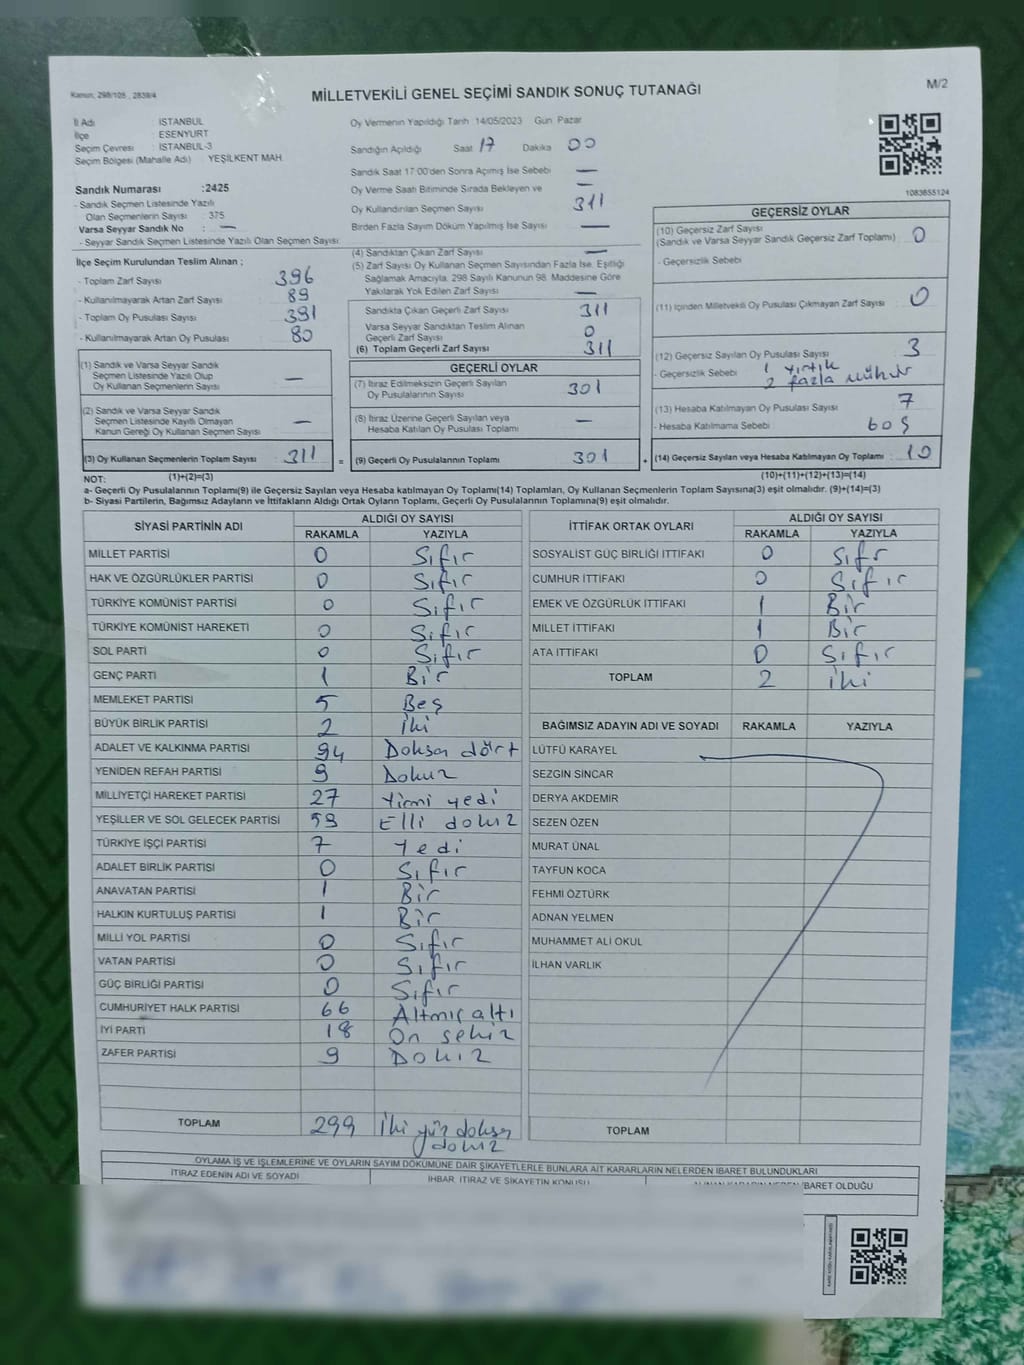 Kanun, 298/105 , 2839/4
MİLLETVEKİLİ GENEL SEÇİMİ SANDIK SONUÇ TUTANAĞI
M/2
İl Adı : İSTANBUL
İlçe : ESENYURT
Seçim Çevresi : İSTANBUL-3
Seçim Bölgesi (Mahalle Adı) YEŞİLKENT MAH.
Sandık Numarası :2425
- Sandık Seçmen Listesinde Yazılı
Olan Seçmenlerin Sayısı : 375
Varsa Seyyar Sandık No : —
- Seyyar Sandık Seçmen Listesinde Yazılı Olan Seçmen Sayısı:
İlçe Seçim Kurulundan Teslim Alınan ;
- Toplam Zarf Sayısı : 396
- Kullanılmayarak Artan Zarf Sayısı : 89
- Toplam Oy Pusulası Sayısı : 391
- Kullanılmayarak Artan Oy Pusulası : 80
(1) Sandık ve Varsa Seyyar Sandık
Seçmen Listesinde Yazılı Olup
Oy Kullanan Seçmenlerin Sayısı : —
(2) Sandık ve Varsa Seyyar Sandık
Seçmen Listesinde Kayıtlı Olmayan
Kanun Gereği Oy Kullanan Seçmen Sayısı : —
(3) Oy Kullanan Seçmenlerin Toplam Sayısı : 311
Oy Vermenin Yapıldığı Tarih 14/05/2023 Gün Pazar
Sandığın Açıldığı Saat 17 Dakika 00
Sandık Saat 17:00'den Sonra Açılmış İse Sebebi —
Oy Verme Saati Bitiminde Sırada Bekleyen ve —
Oy Kullandırılan Seçmen Sayısı 311
Birden Fazla Sayım Döküm Yapılmış İse Sayısı —
(4) Sandıktan Çıkan Zarf Sayısı —
(5) Zarf Sayısı Oy Kullanan Seçmen Sayısından Fazla İse, Eşitliği
Sağlamak Amacıyla, 298 Sayılı Kanunun 98. Maddesine Göre
Yakılarak Yok Edilen Zarf Sayısı —
Sandıkta Çıkan Geçerli Zarf Sayısı 311
Varsa Seyyar Sandıktan Teslim Alınan
Geçerli Zarf Sayısı 0
(6) Toplam Geçerli Zarf Sayısı 311
GEÇERLİ OYLAR
(7) İtiraz Edilmeksizin Geçerli Sayılan
Oy Pusulalarının Sayısı 301
(8) İtiraz Üzerine Geçerli Sayılan veya
Hesaba Katılan Oy Pusulası Toplamı —
= (9) Geçerli Oy Pusulalarının Toplamı 301 +
1083655124
GEÇERSİZ OYLAR
(10) Geçersiz Zarf Sayısı
(Sandık ve Varsa Seyyar Sandık Geçersiz Zarf Toplamı) : 0
- Geçersizlik Sebebi
(11) İçinden Milletvekili Oy Pusulası Çıkmayan Zarf Sayısı : 0
(12) Geçersiz Sayılan Oy Pusulası Sayısı : 3
- Geçersizlik Sebebi 1 yırtık
2 fazla mühür
(13) Hesaba Katılmayan Oy Pusulası Sayısı : 7
- Hesaba Katılmama Sebebi : boş
(14) Geçersiz Sayılan veya Hesaba Katılmayan Oy Toplamı : 10
NOT: (1)+(2)=(3)
(10)+(11)+(12)+(13)=(14)
a- Geçerli Oy Pusulalarının Toplamı(9) ile Geçersiz Sayılan veya Hesaba katılmayan Oy Toplamı(14) Toplamları, Oy Kullanan Seçmenlerin Toplam Sayısına(3) eşit olmalıdır. (9)+(14)=(3)
b- Siyasi Partilerin, Bağımsız Adayların ve İttifakların Aldığı Ortak Oyların Toplamı, Geçerli Oy Pusulalarının Toplamına(9) eşit olmalıdır.
SİYASİ PARTİNİN ADI ALDIĞI OY SAYISI
RAKAMLA YAZIYLA
MİLLET PARTİSİ 0 Sıfır
HAK VE ÖZGÜRLÜKLER PARTİSİ 0 Sıfır
TÜRKİYE KOMÜNİST PARTİSİ 0 Sıfır
TÜRKİYE KOMÜNİST HAREKETİ 0 Sıfır
SOL PARTİ 0 Sıfır
GENÇ PARTİ 1 Bir
MEMLEKET PARTİSİ 5 Beş
BÜYÜK BİRLİK PARTİSİ 2 iki
ADALET VE KALKINMA PARTİSİ 94 Doksan dört
YENİDEN REFAH PARTİSİ 9 Dokuz
MİLLİYETÇİ HAREKET PARTİSİ 27 Yirmi yedi
YEŞİLLER VE SOL GELECEK PARTİSİ 59 Elli dokuz
TÜRKİYE İŞÇİ PARTİSİ 7 Yedi
ADALET BİRLİK PARTİSİ 0 Sıfır
ANAVATAN PARTİSİ 1 Bir
HALKIN KURTULUŞ PARTİSİ 1 Bir
MİLLİ YOL PARTİSİ 0 Sıfır
VATAN PARTİSİ 0 Sıfır
GÜÇ BİRLİĞİ PARTİSİ 0 Sıfır
CUMHURİYET HALK PARTİSİ 66 Altmış altı
İYİ PARTİ 18 On sekiz
ZAFER PARTİSİ 9 Dokuz
TOPLAM 299 İki yüz doksan
dokuz
İTTİFAK ORTAK OYLARI ALDIĞI OY SAYISI
RAKAMLA YAZIYLA
SOSYALİST GÜÇ BİRLİĞİ İTTİFAKI 0 Sıfr
CUMHUR İTTİFAKI 0 Sıfır
EMEK VE ÖZGÜRLÜK İTTİFAKI 1 Bir
MİLLET İTTİFAKI 1 Bir
ATA İTTİFAKI 0 Sıfır
TOPLAM 2 iki
BAĞIMSIZ ADAYIN ADI VE SOYADI RAKAMLA YAZIYLA
LÜTFÜ KARAYEL
SEZGİN SİNCAR
DERYA AKDEMİR
SEZEN ÖZEN
MURAT ÜNAL
TAYFUN KOCA
FEHMİ ÖZTÜRK
ADNAN YELMEN
MUHAMMET ALİ OKUL
İLHAN VARLIK
TOPLAM
OYLAMA İŞ VE İŞLEMLERİNE VE OYLARIN SAYIM DÖKÜMÜNE DAİR ŞİKAYETLERLE BUNLARA AİT KARARLARIN NELERDEN İBARET BULUNDUKLARI
İTİRAZ EDENİN ADI VE SOYADI İHBAR, İTİRAZ VE ŞİKAYETİN KONUSU İBARET OLDUĞU